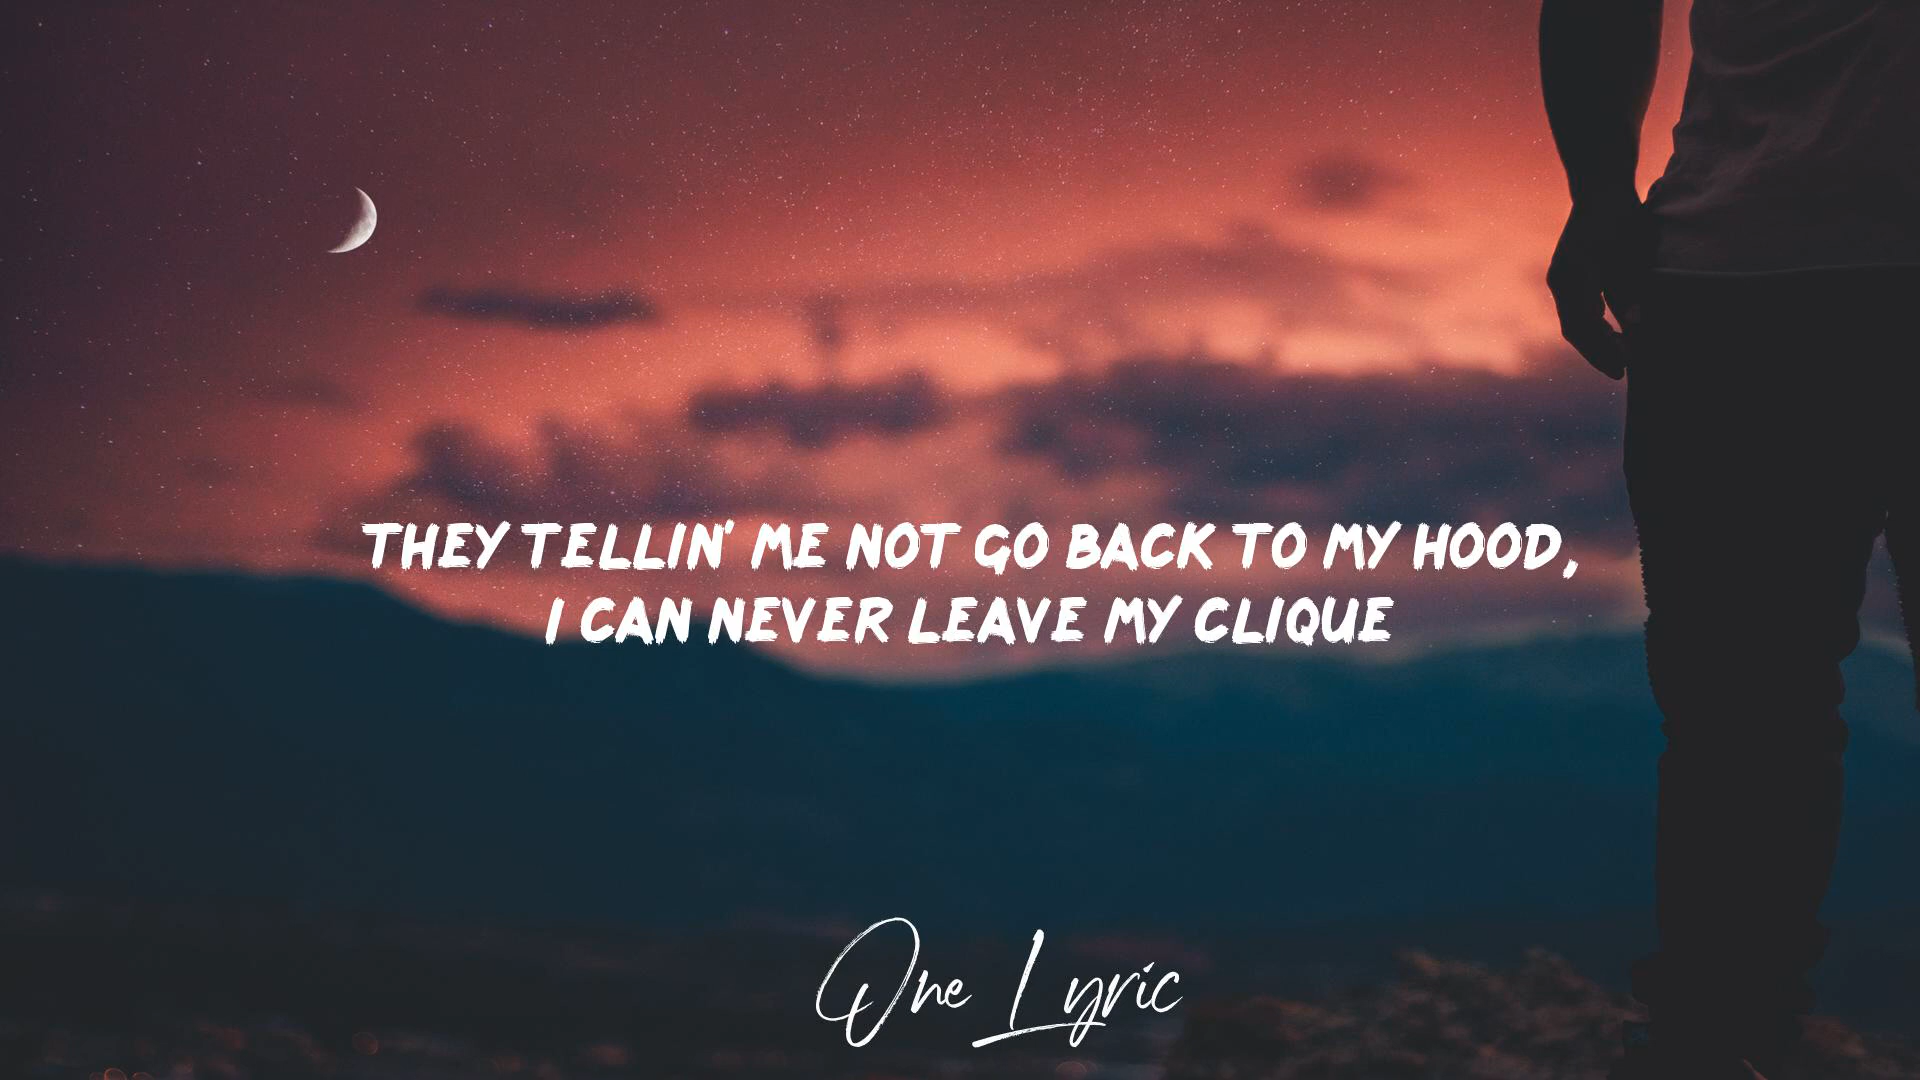 THEY TELLIN' ME NOT GO BACK TO MY HOOD,
I CAN NEVER LEAVE MY CLIQUE
One Lyric